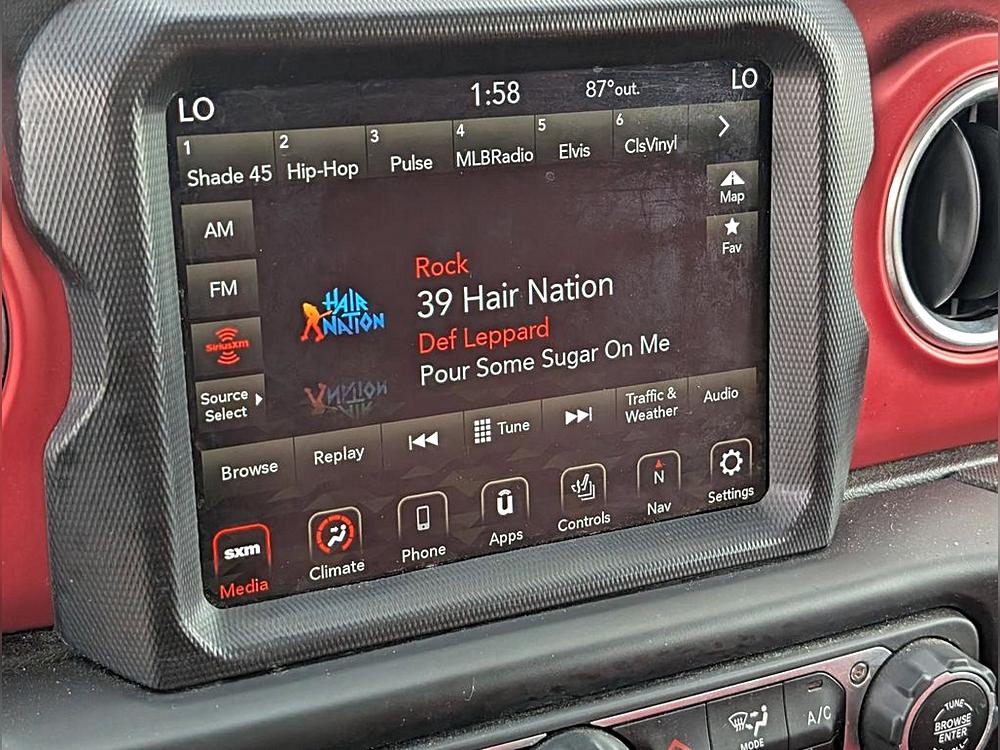 LO 1:58 87°out. LO
1 Shade 45 2 Hip-Hop 3 Pulse 4 MLBRadio 5 Elvis 6 ClsVinyl
Map
AM
Fav
Rock
FM
HAIR
NATION
39 Hair Nation
SiriusXM
Def Leppard
Pour Some Sugar On Me
Source
Select
Browse Replay Tune Traffic &
Weather Audio
sxm
Media
Climate
Phone
ū
Apps
Controls
N
Nav
Settings
MODE
A/C
TUNE
BROWSE
ENTER